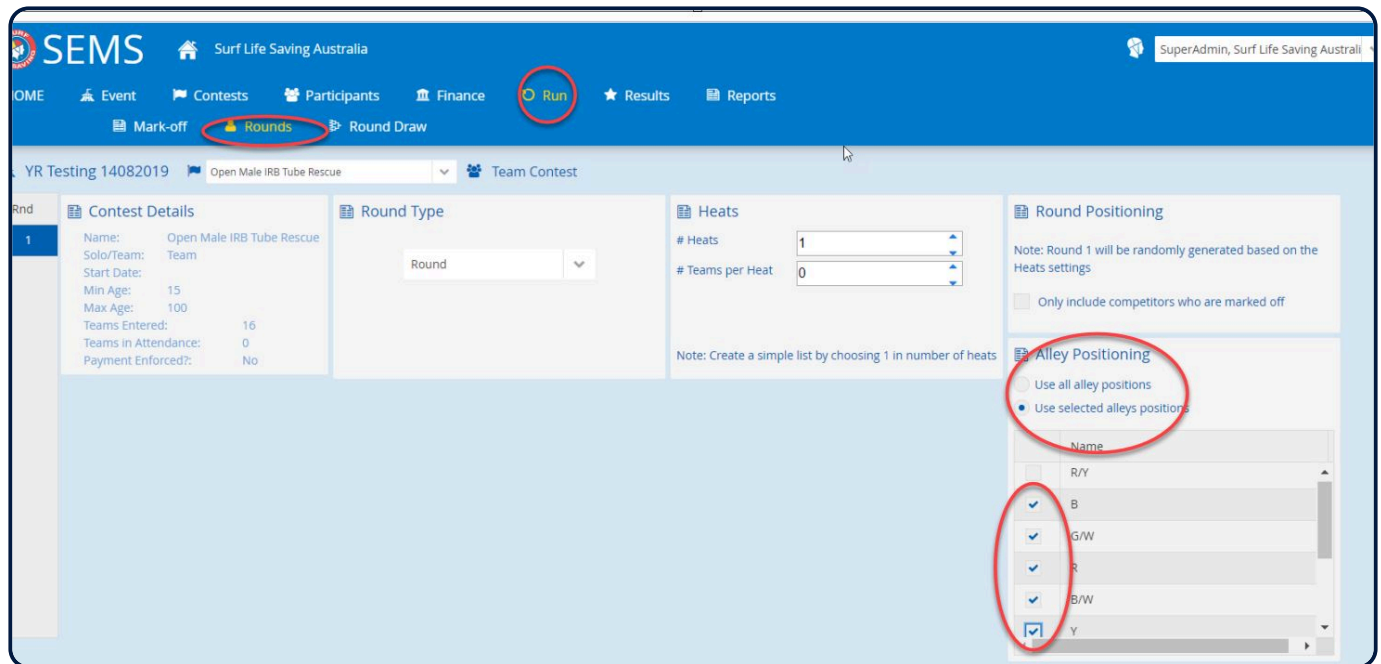 SURF
SAVING
SEMS Surf Life Saving Australia SuperAdmin, Surf Life Saving Australi
OME Event Contests Participants Finance Run Results Reports
Mark-off Rounds Round Draw
YR Testing 14082019 Open Male IRB Tube Rescue Team Contest
Rnd
1
Contest Details
Name: Open Male IRB Tube Rescue
Solo/Team: Team
Start Date:
Min Age: 15
Max Age: 100
Teams Entered: 16
Teams in Attendance: 0
Payment Enforced?: No
Round Type
Round
Heats
# Heats 1
# Teams per Heat 0
Note: Create a simple list by choosing 1 in number of heats
Round Positioning
Note: Round 1 will be randomly generated based on the
Heats settings
Only include competitors who are marked off
Alley Positioning
Use all alley positions
Use selected alleys positions
Name
R/Y
B
G/W
R
B/W
Y